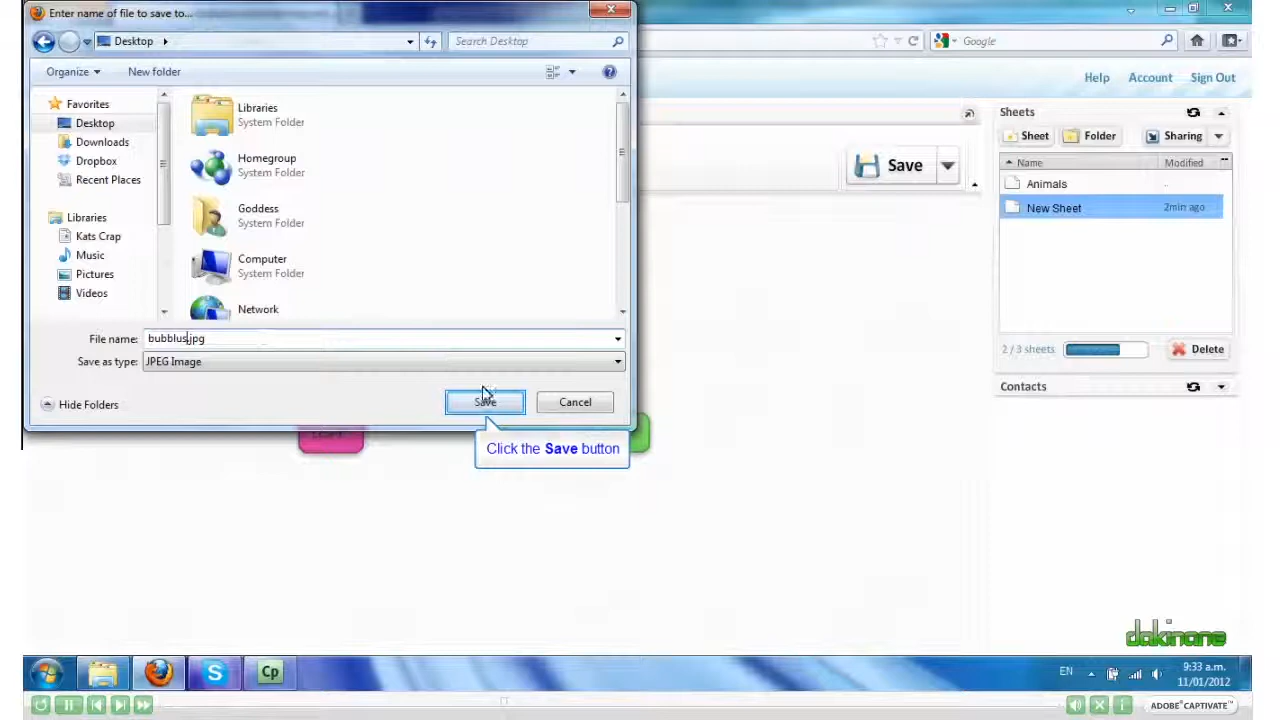 Enter name of file to save to...
Desktop
Search Desktop
Google
Organize
New folder
Help Account Sign Out
Favorites
Desktop
Downloads
Dropbox
Recent Places
Libraries
Kats Crap
Music
Pictures
Videos
Libraries
System Folder
Homegroup
System Folder
Goddess
System Folder
Computer
System Folder
Network
File name: bubblus.jpg
Save as type: JPEG Image
Hide Folders
Save
Cancel
Click the Save button
Save
Sheets
Sheet Folder Sharing
Name Modified
Animals ..
New Sheet 2min ago
2 / 3 sheets
Delete
Contacts
dakinane
Cp
EN
9:33 a.m.
11/01/2012
ADOBE® CAPTIVATE™